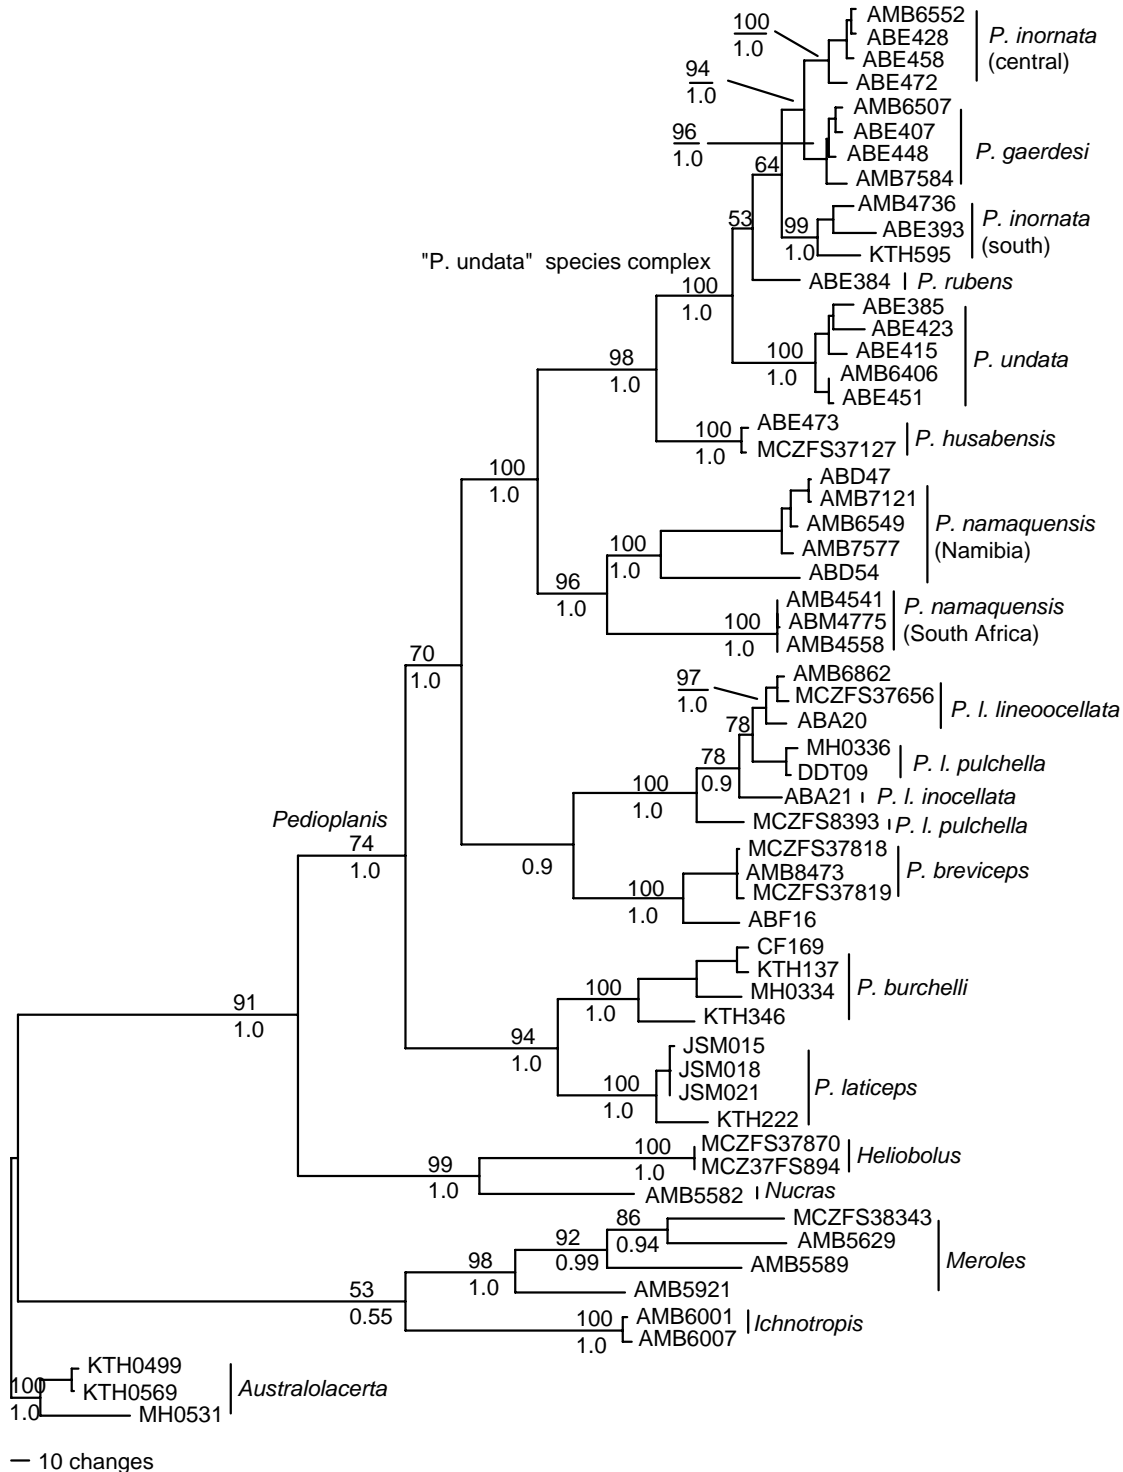 AMB6552
100
ABE428
P. inornata
1.0
ABE458
(central)
94
ABE472
1.0
AMB6507
96
ABE407
1.0
ABE448
P. gaerdesi
64
AMB7584
AMB4736
53
99
ABE393
P. inornata
1.0
KTH595
(south)
"P. undata" species complex
100
ABE384
P. rubens
1.0
ABE385
ABE423
100
ABE415
P. undata
98
1.0
AMB6406
1.0
ABE451
ABE473
100
P. husabensis
1.0
MCZFS37127
100
ABD47
1.0
AMB7121
AMB6549
P. namaquensis
100
AMB7577
(Namibia)
1.0
ABD54
96
AMB4541
P. namaquensis
1.0
100
ABM4775
(South Africa)
1.0
AMB4558
70
AMB6862
1.0
97
MCZFS37656
P. l. lineoocellata
1.0
ABA20
78
MH0336
78
P. l. pulchella
0.9
DDT09
100
ABA21
P. l. inocellata
1.0
MCZFS8393
P. l. pulchella
Pedioplanis
74
MCZFS37818
1.0
0.9
AMB8473
P. breviceps
100
MCZFS37819
1.0
ABF16
CF169
KTH137
100
MH0334
P. burchelli
91
1.0
KTH346
1.0
94
JSM015
1.0
JSM018
100
JSM021
P. laticeps
1.0
KTH222
100
MCZFS37870
Heliobolus
99
1.0
MCZ37FS894
1.0
AMB5582
Nucras
86
MCZFS38343
92
0.94
AMB5629
0.99
AMB5589
Meroles
98
1.0
AMB5921
53
0.55
100
AMB6001
Ichnotropis
1.0
AMB6007
KTH0499
100
KTH0569
Australolacerta
1.0
MH0531
10 changes